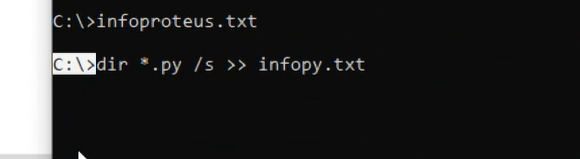 C:\>infoproteus.txt
C:\>dir *.py /s >> infopy.txt